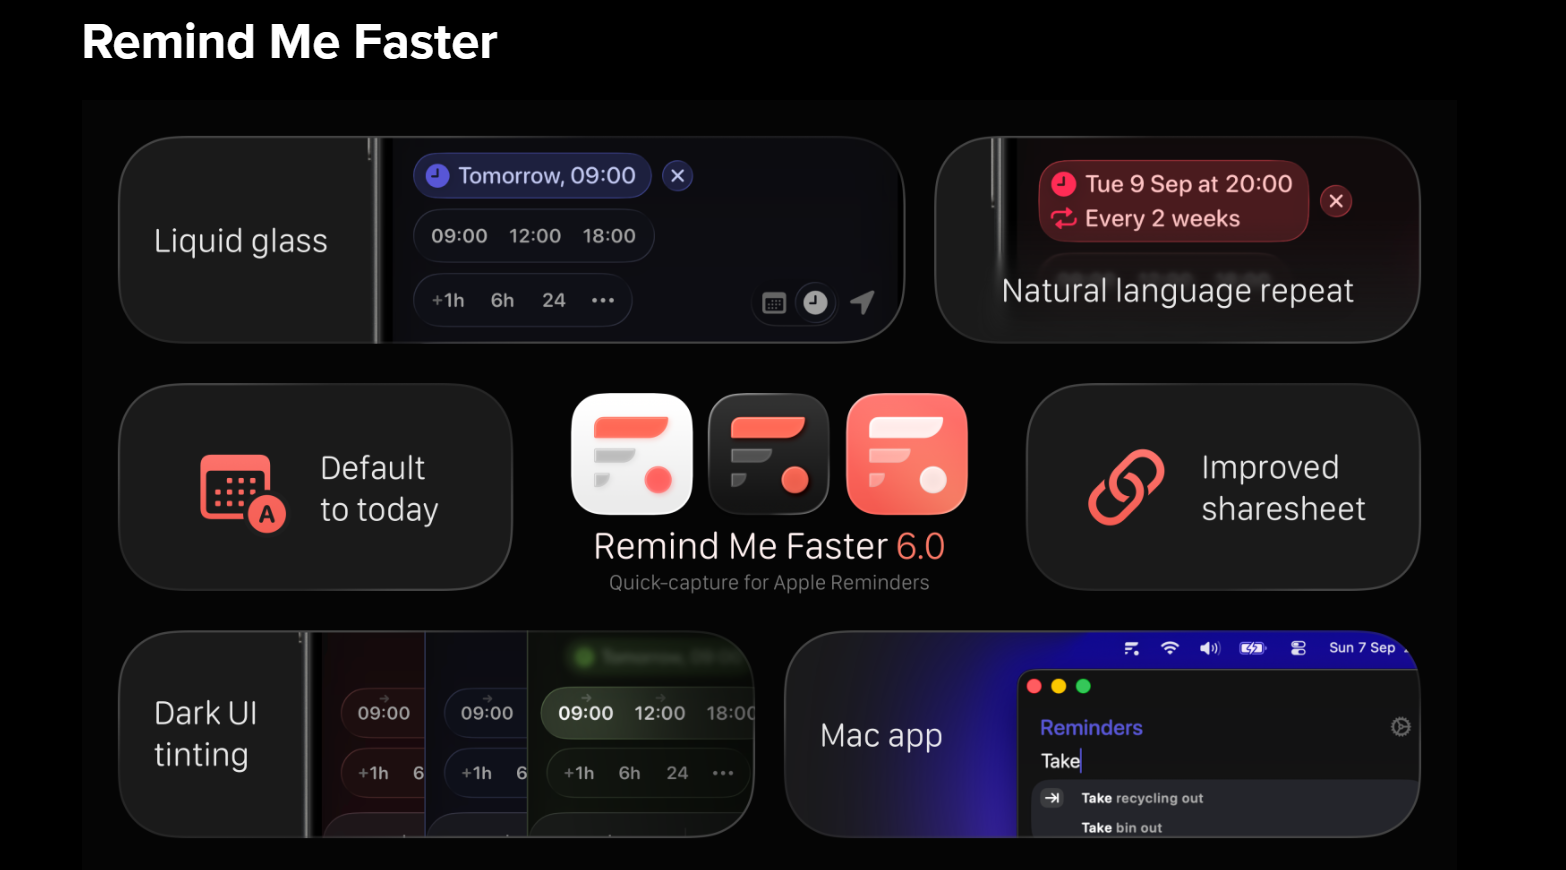 Remind Me Faster
Liquid glass
Tomorrow, 09:00
09:00 12:00 18:00
+1h 6h 24 •••
Tue 9 Sep at 20:00
Every 2 weeks
Natural language repeat
Default
to today
A
Remind Me Faster 6.0
Quick-capture for Apple Reminders
Improved
sharesheet
Dark UI
tinting
09:00
+1h 6
09:00
+1h 6
Tomorrow, 09:00
09:00 12:00 18:00
+1h 6h 24 •••
Mac app
Sun 7 Sep
Reminders
Take
Take recycling out
Take bin out